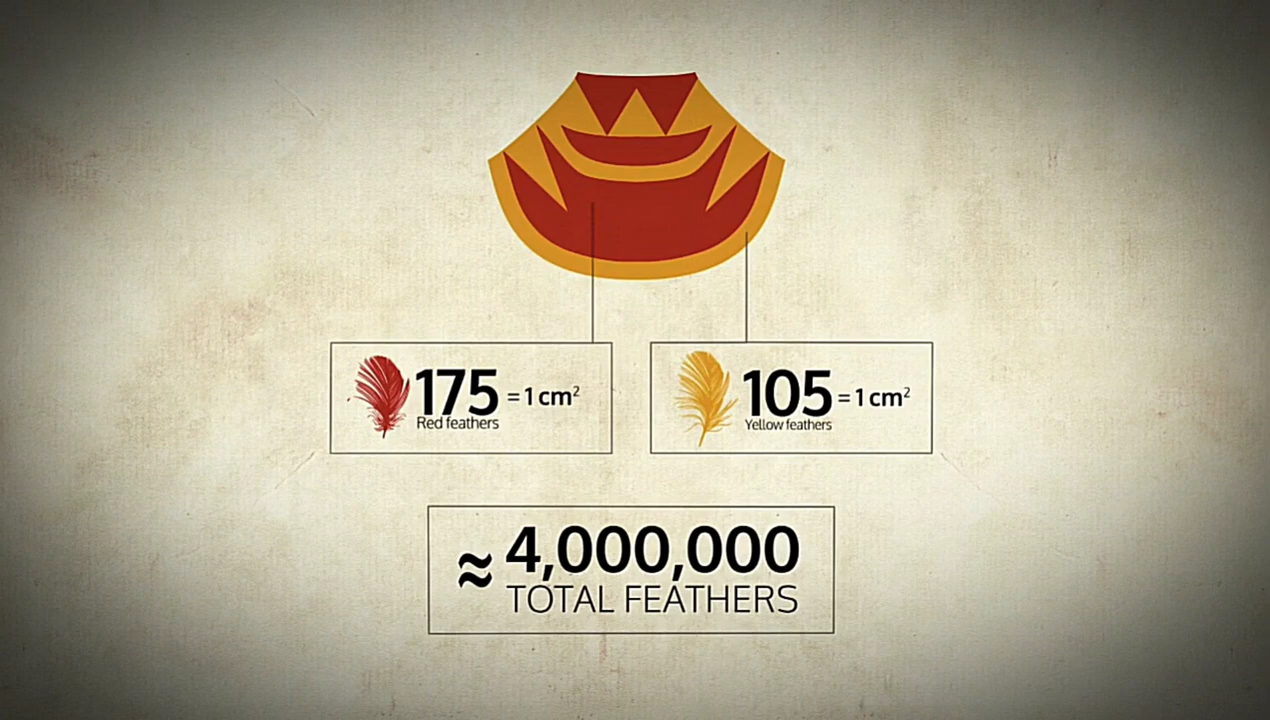 175 = 1 cm²
Red feathers
105 = 1 cm²
Yellow feathers
≈ 4,000,000
TOTAL FEATHERS